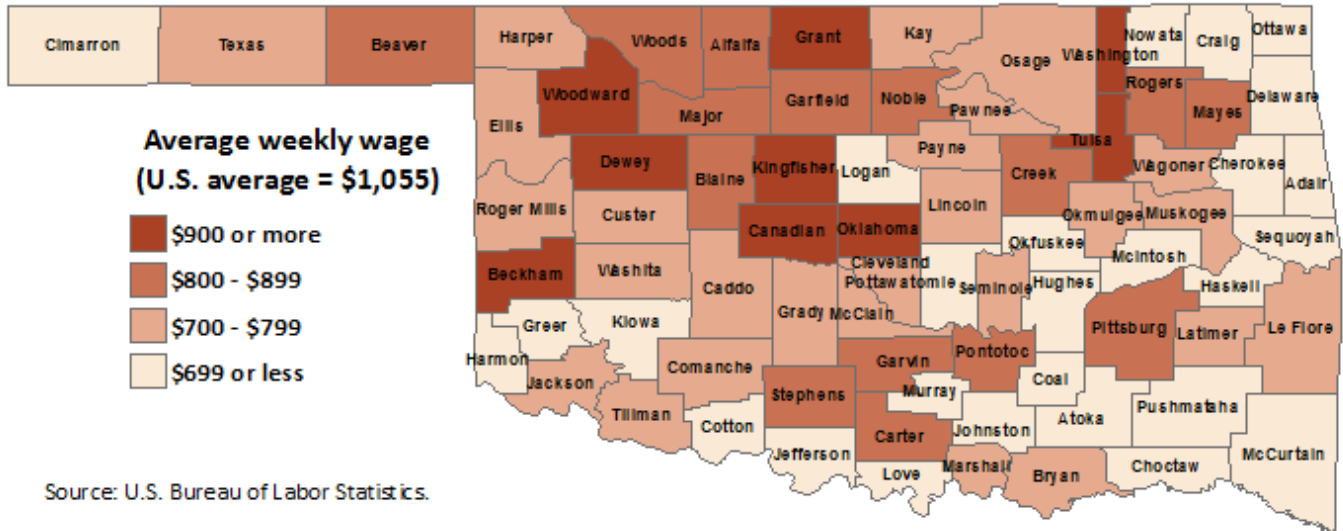 Cimarron Texas Beaver Harper Woods Alfalfa Grant Kay Osage Washington Nowata Craig Ottawa
Woodward Major Garfield Noble Pawnee Rogers Mayes Delaware
Ellis
Average weekly wage
(U.S. average = $1,055)
Dewey Blaine Kingfisher Logan Payne Creek Tulsa Wagoner Cherokee Adair
Roger Mills Custer Canadian Oklahoma Lincoln Okmulgee Muskogee Sequoyah
$900 or more
Beckham Washita Caddo Grady Cleveland Pottawatomie Seminole Okfuskee Hughes McIntosh Haskell
$800 - $899
McClain Pittsburg Latimer Le Flore
$700 - $799
Greer Kiowa
$699 or less
Harmon Jackson Comanche Garvin Pontotoc Coal
Tillman Cotton Stephens Murray Johnston Atoka Pushmataha
Jefferson Carter Love Marshall Bryan Choctaw McCurtain
Source: U.S. Bureau of Labor Statistics.